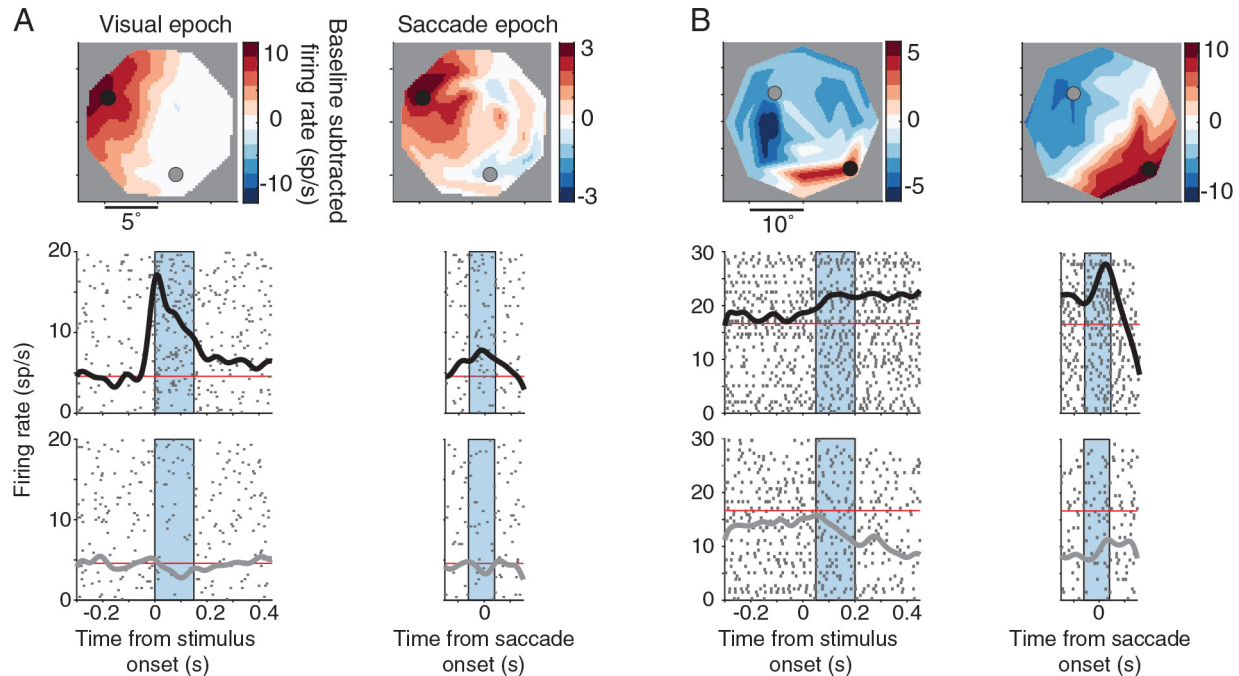 A
Visual epoch
Saccade epoch
B
10
0
-10
Baseline subtracted
firing rate (sp/s)
3
0
-3
5
0
-5
10
0
-10
5°
10°
20
10
0
30
20
10
0
20
10
0
30
20
10
0
Firing rate (sp/s)
-0.2 0 0.2 0.4
0
-0.2 0 0.2 0.4
0
Time from stimulus
onset (s)
Time from saccade
onset (s)
Time from stimulus
onset (s)
Time from saccade
onset (s)